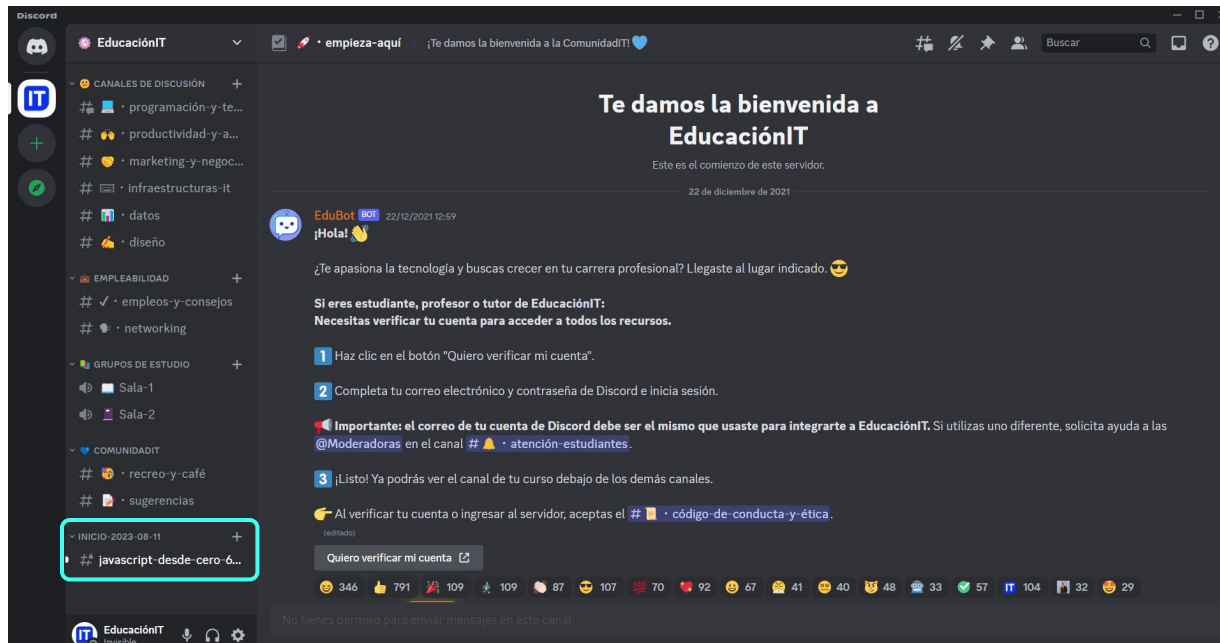 Discord
EducaciónIT
empieza-aquí
¡Te damos la bienvenida a la ComunidadIT!
Buscar
CANALES DE DISCUSIÓN
programación-y-te...
productividad-y-a...
marketing-y-negoc...
infraestructuras-it
datos
diseño
EMPLEABILIDAD
empleos-y-consejos
networking
GRUPOS DE ESTUDIO
Sala-1
Sala-2
COMUNIDADIT
recreo-y-café
sugerencias
INICIO-2023-08-11
javascript-desde-cero-6...
EducaciónIT
Invisible
Te damos la bienvenida a
EducaciónIT
Este es el comienzo de este servidor.
22 de diciembre de 2021
EduBot BOT 22/12/2021 12:59
¡Hola!
¿Te apasiona la tecnología y buscas crecer en tu carrera profesional? Llegaste al lugar indicado.
Si eres estudiante, profesor o tutor de EducaciónIT:
Necesitas verificar tu cuenta para acceder a todos los recursos.
1 Haz clic en el botón "Quiero verificar mi cuenta".
2 Completa tu correo electrónico y contraseña de Discord e inicia sesión.
Importante: el correo de tu cuenta de Discord debe ser el mismo que usaste para integrarte a EducaciónIT. Si utilizas uno diferente, solicita ayuda a las
@Moderadoras en el canal # · atención-estudiantes.
3 ¡Listo! Ya podrás ver el canal de tu curso debajo de los demás canales.
Al verificar tu cuenta o ingresar al servidor, aceptas el # · código-de-conducta-y-ética.
(editado)
Quiero verificar mi cuenta
346 791 109 109 87 107 70 92 67 41 40 48 33 57 IT 104 32 29
No tienes permiso para enviar mensajes en este canal.